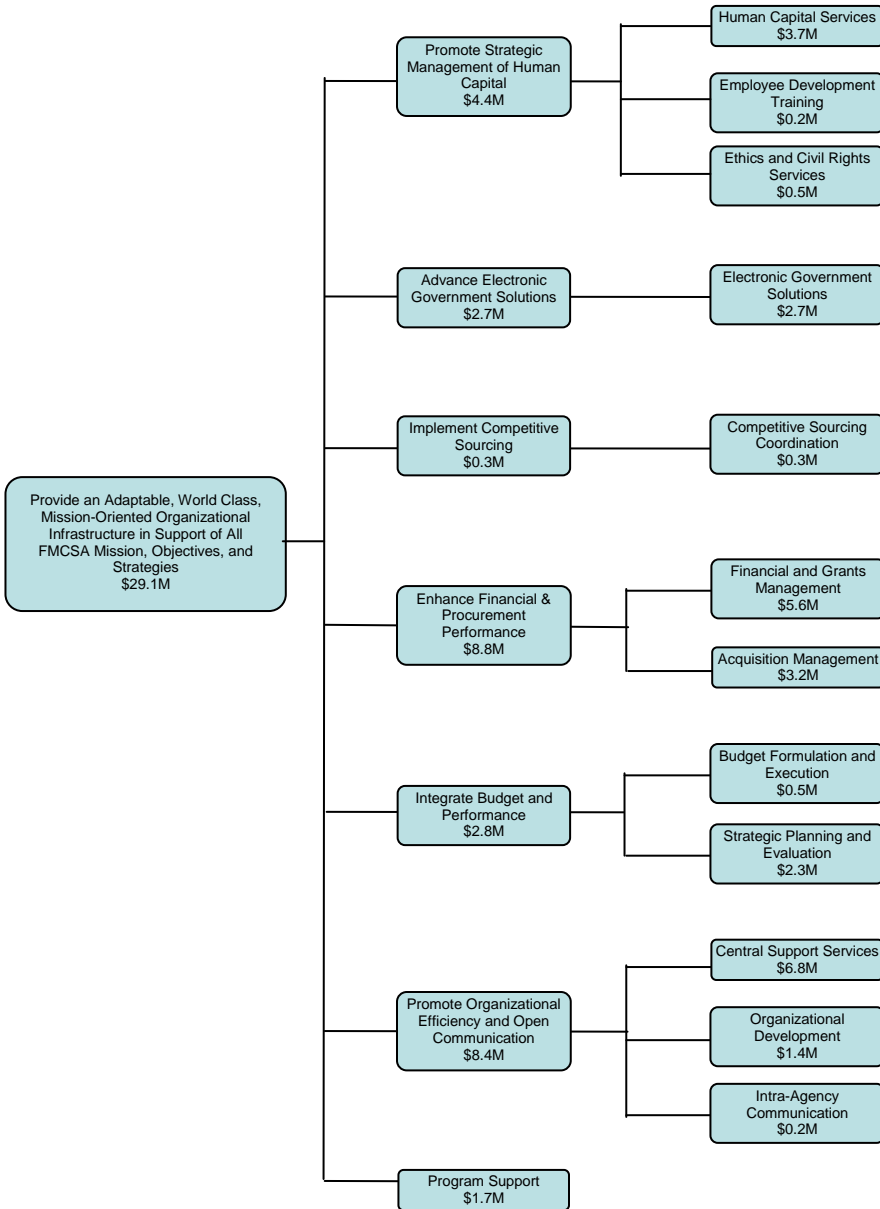 Provide an Adaptable, World Class,
Mission-Oriented Organizational
Infrastructure in Support of All
FMCSA Mission, Objectives, and
Strategies
$29.1M
Promote Strategic
Management of Human
Capital
$4.4M
Human Capital Services
$3.7M
Employee Development
Training
$0.2M
Ethics and Civil Rights
Services
$0.5M
Advance Electronic
Government Solutions
$2.7M
Electronic Government
Solutions
$2.7M
Implement Competitive
Sourcing
$0.3M
Competitive Sourcing
Coordination
$0.3M
Enhance Financial &
Procurement
Performance
$8.8M
Financial and Grants
Management
$5.6M
Acquisition Management
$3.2M
Integrate Budget and
Performance
$2.8M
Budget Formulation and
Execution
$0.5M
Strategic Planning and
Evaluation
$2.3M
Promote Organizational
Efficiency and Open
Communication
$8.4M
Central Support Services
$6.8M
Organizational
Development
$1.4M
Intra-Agency
Communication
$0.2M
Program Support
$1.7M